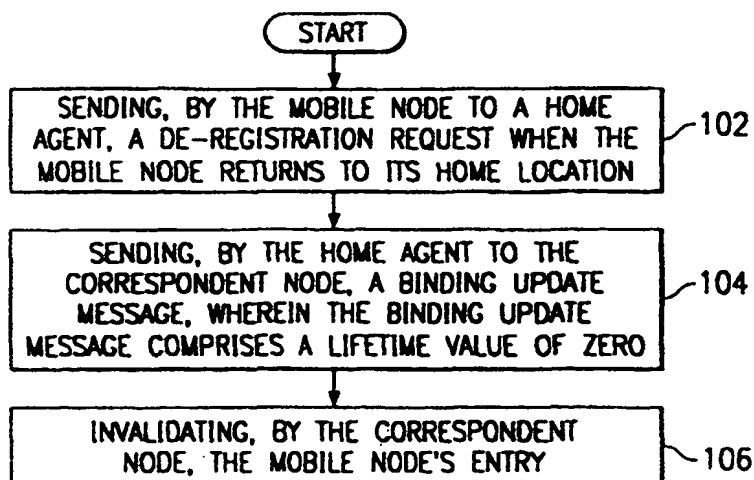 START
SENDING, BY THE MOBILE NODE TO A HOME
AGENT, A DE-REGISTRATION REQUEST WHEN THE
MOBILE NODE RETURNS TO ITS HOME LOCATION
102
SENDING, BY THE HOME AGENT TO THE
CORRESPONDENT NODE, A BINDING UPDATE
MESSAGE, WHEREIN THE BINDING UPDATE
MESSAGE COMPRISES A LIFETIME VALUE OF ZERO
104
INVALIDATING, BY THE CORRESPONDENT
NODE, THE MOBILE NODE'S ENTRY
106